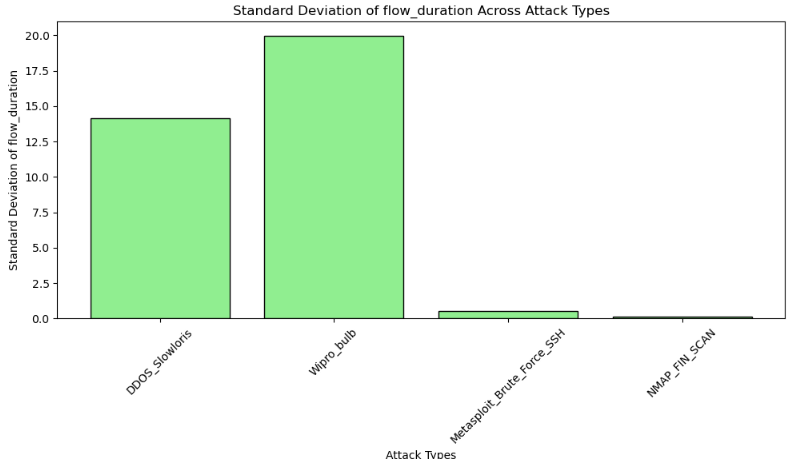 Standard Deviation of flow_duration Across Attack Types
Standard Deviation of flow_duration
20.0
17.5
15.0
12.5
10.0
7.5
5.0
2.5
0.0
DDOS_Slowloris
Wipro_bulb
Metasploit_Brute_Force_SSH
NMAP_FIN_SCAN
Attack Types